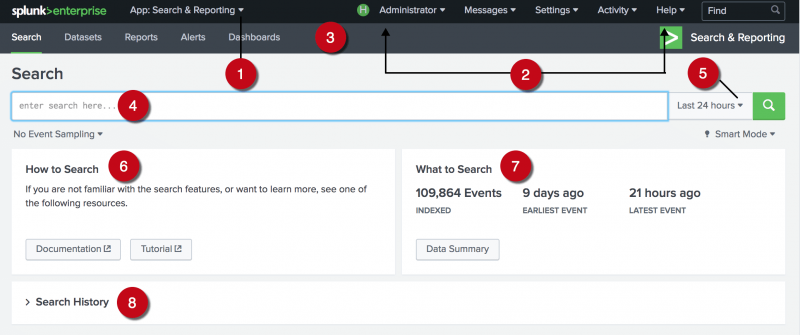 splunk>enterprise App: Search & Reporting H Administrator Messages Settings Activity Help Find
Search Datasets Reports Alerts Dashboards 3 > Search & Reporting
1 2 5
Search
enter search here... 4 Last 24 hours
No Event Sampling Smart Mode
How to Search 6
If you are not familiar with the search features, or want to learn more, see one of
the following resources.
Documentation Tutorial
What to Search 7
109,864 Events 9 days ago 21 hours ago
INDEXED EARLIEST EVENT LATEST EVENT
Data Summary
> Search History 8